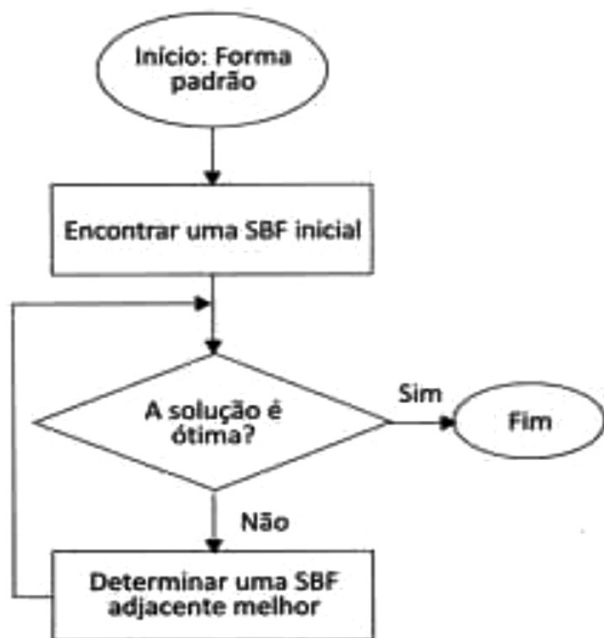 Início: Forma
padrão
Encontrar uma SBF inicial
A solução é
ótima?
Sim
Fim
Não
Determinar uma SBF
adjacente melhor